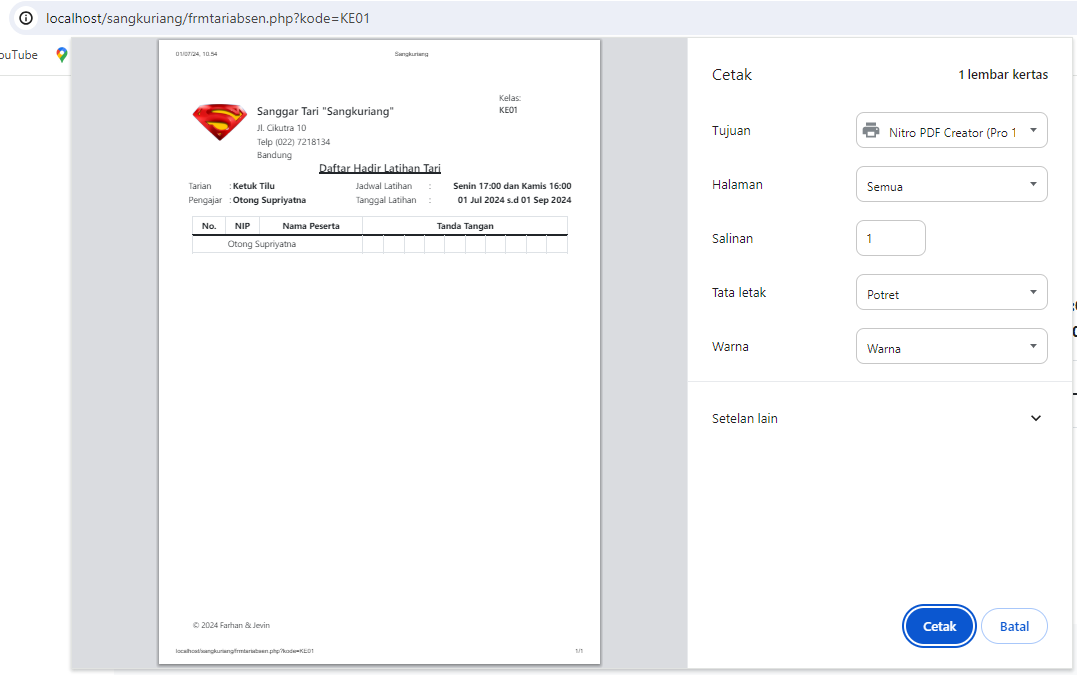 localhost/sangkuriang/frmtariabsen.php?kode=KE01
ouTube
01/07/24, 10.54 Sangkuriang
Kelas:
KE01
Sanggar Tari "Sangkuriang"
Jl. Cikutra 10
Telp (022) 7218134
Bandung
Daftar Hadir Latihan Tari
Tarian : Ketuk Tilu Jadwal Latihan : Senin 17:00 dan Kamis 16:00
Pengajar : Otong Supriyatna Tanggal Latihan : 01 Jul 2024 s.d 01 Sep 2024
No. NIP Nama Peserta Tanda Tangan
Otong Supriyatna
© 2024 Farhan & Jevin
localhost/sangkuriang/frmtariabsen.php?kode=KE01 1/1
Cetak 1 lembar kertas
Tujuan Nitro PDF Creator (Pro 1
Halaman Semua
Salinan 1
Tata letak Potret
Warna Warna
Setelan lain
Cetak Batal